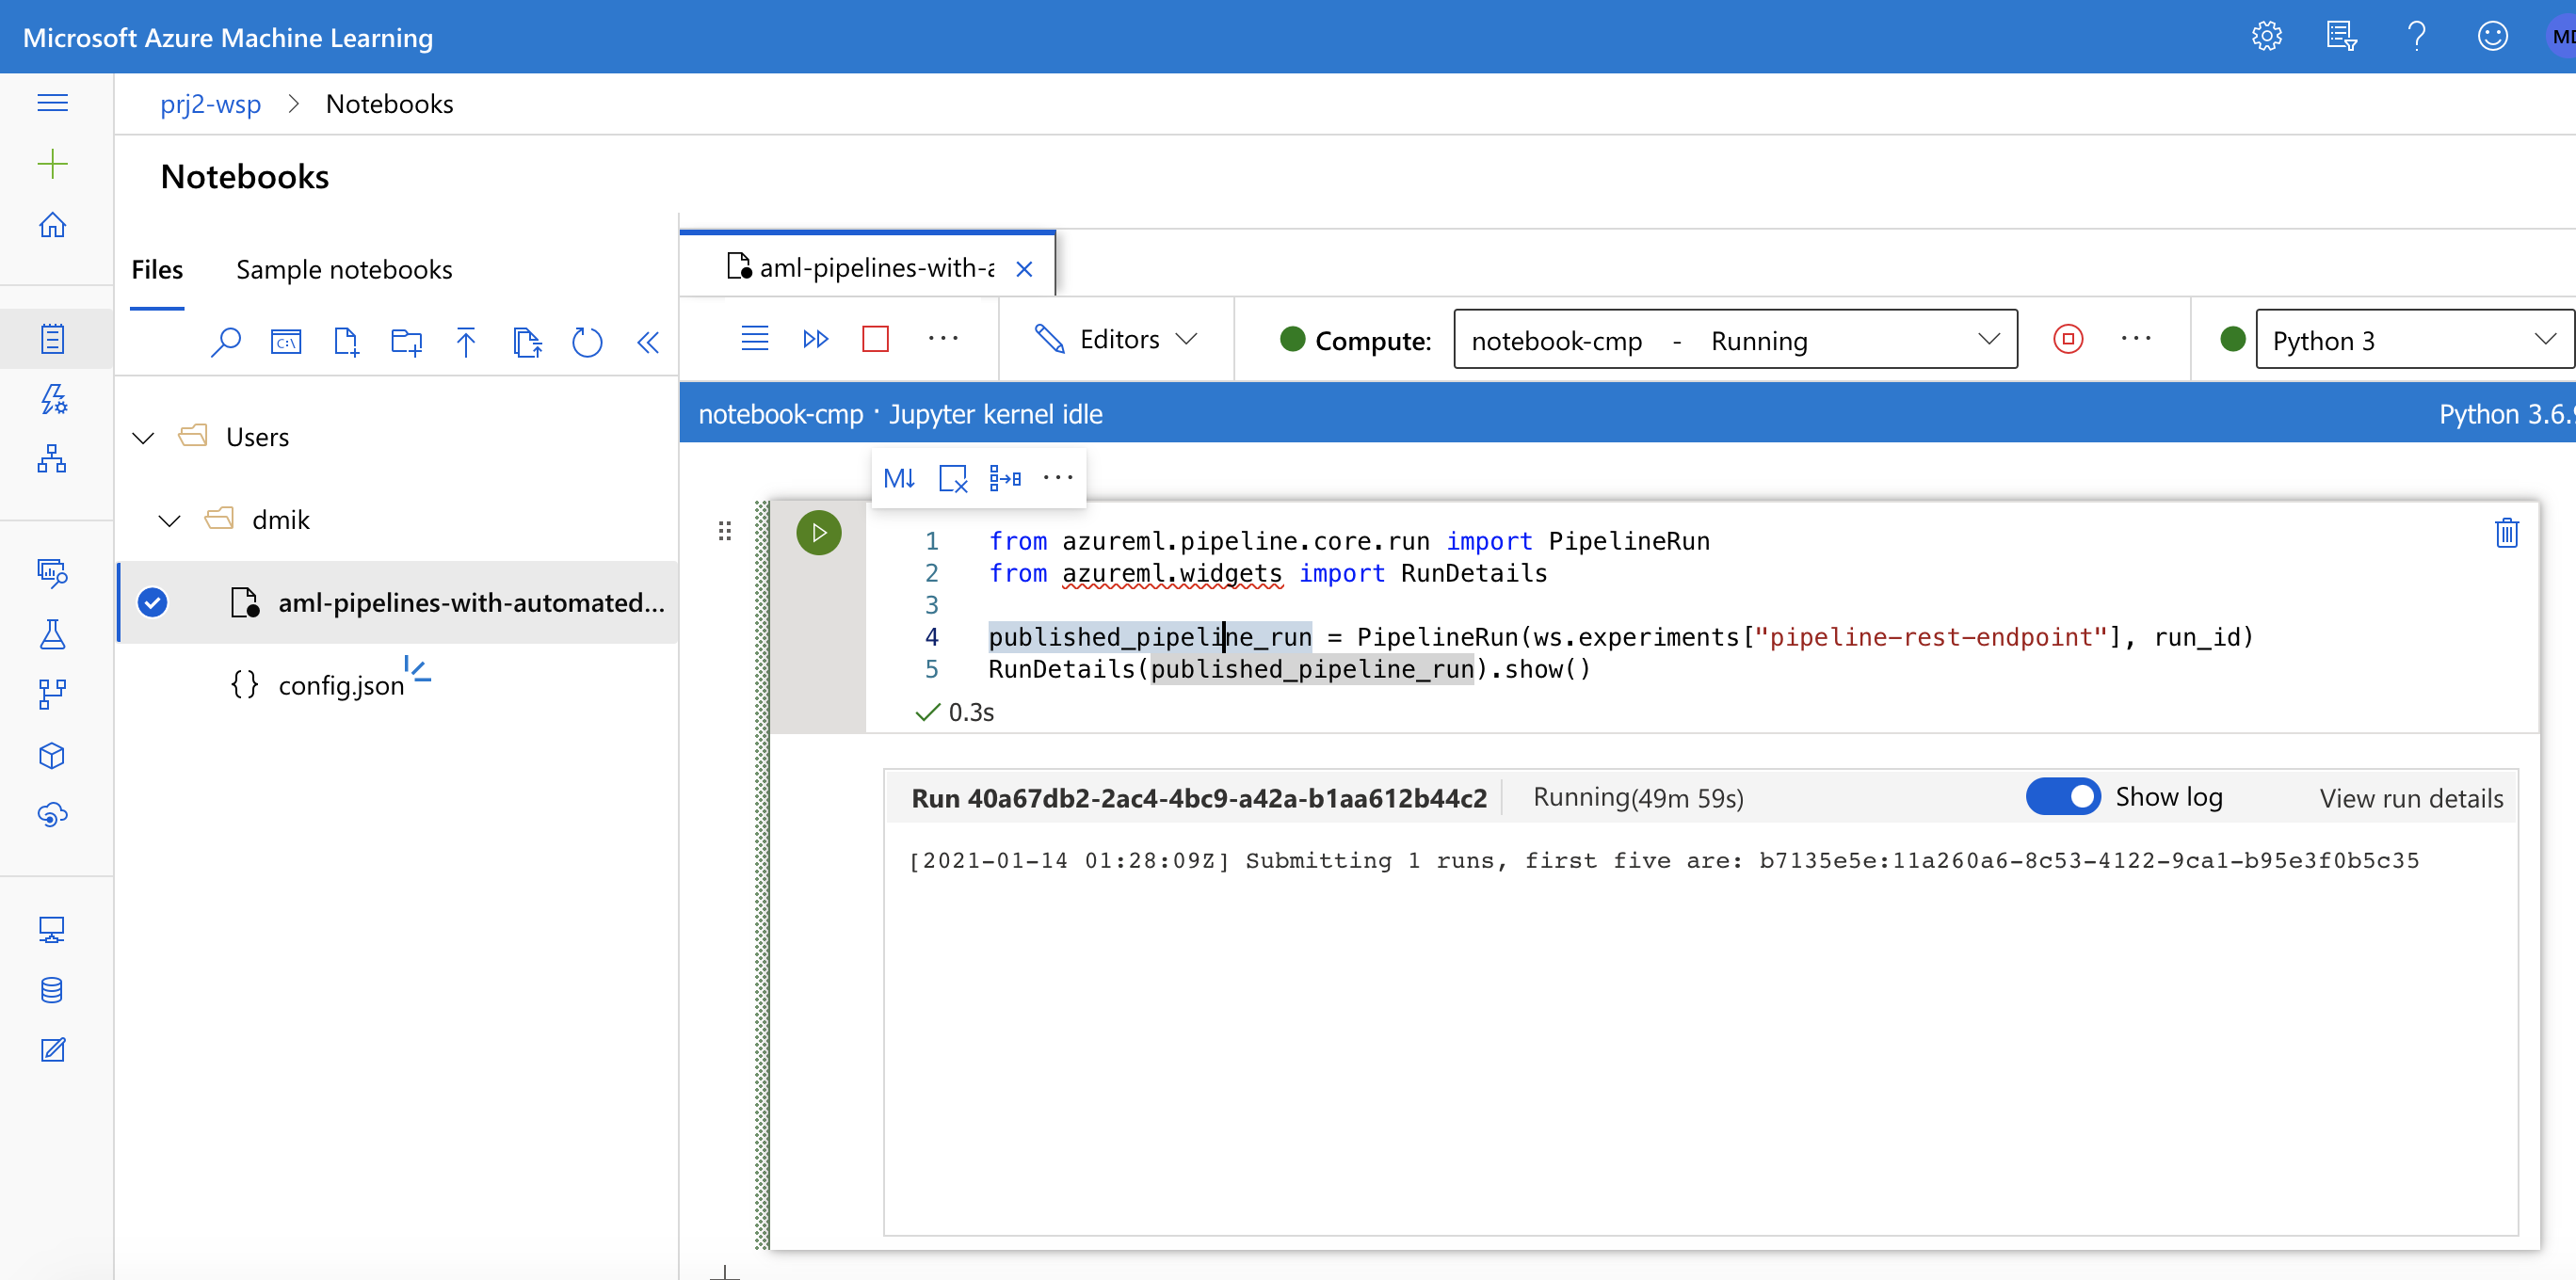 Microsoft Azure Machine Learning
MD
prj2-wsp > Notebooks
Notebooks
Files Sample notebooks
aml-pipelines-with-a
Editors
Compute: notebook-cmp - Running
Python 3
notebook-cmp · Jupyter kernel idle
Python 3.6.9
Users
dmik
aml-pipelines-with-automated...
{} config.json
M↓
1 from azureml.pipeline.core.run import PipelineRun
2 from azureml.widgets import RunDetails
3
4 published_pipeline_run = PipelineRun(ws.experiments["pipeline-rest-endpoint"], run_id)
5 RunDetails(published_pipeline_run).show()
0.3s
Run 40a67db2-2ac4-4bc9-a42a-b1aa612b44c2 Running(49m 59s) Show log View run details
[2021-01-14 01:28:09Z] Submitting 1 runs, first five are: b7135e5e:11a260a6-8c53-4122-9ca1-b95e3f0b5c35